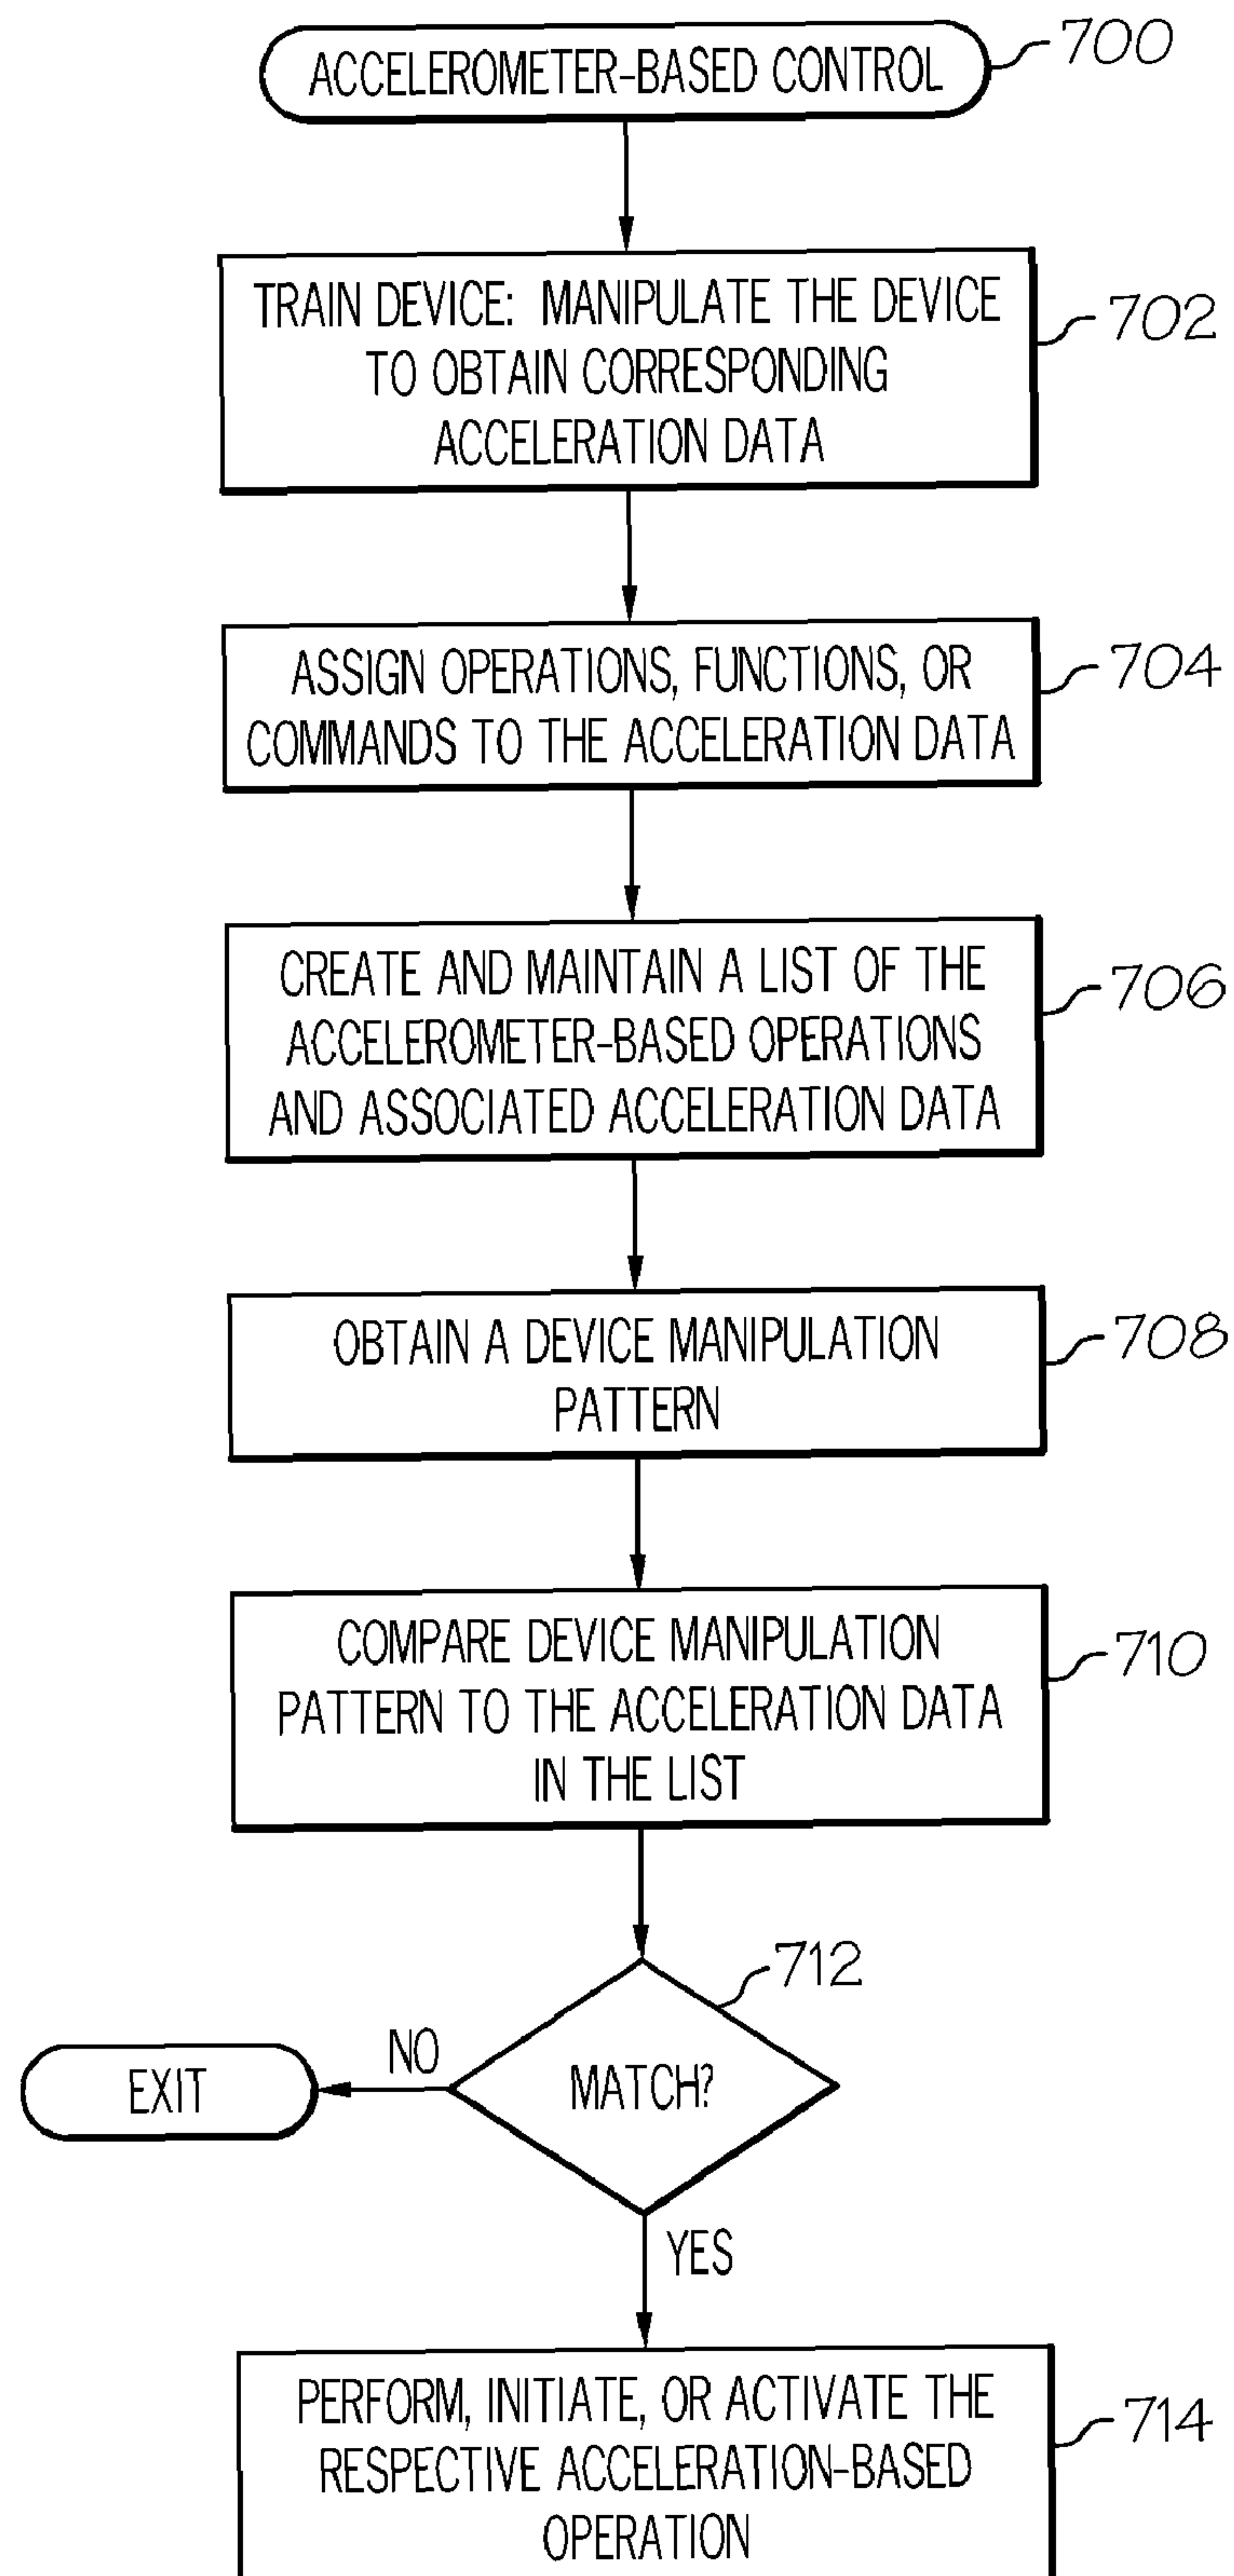 ACCELEROMETER-BASED CONTROL
700
TRAIN DEVICE: MANIPULATE THE DEVICE
TO OBTAIN CORRESPONDING
ACCELERATION DATA
702
ASSIGN OPERATIONS, FUNCTIONS, OR
COMMANDS TO THE ACCELERATION DATA
704
CREATE AND MAINTAIN A LIST OF THE
ACCELEROMETER-BASED OPERATIONS
AND ASSOCIATED ACCELERATION DATA
706
OBTAIN A DEVICE MANIPULATION
PATTERN
708
COMPARE DEVICE MANIPULATION
PATTERN TO THE ACCELERATION DATA
IN THE LIST
710
712
MATCH?
NO
EXIT
YES
PERFORM, INITIATE, OR ACTIVATE THE
RESPECTIVE ACCELERATION-BASED
OPERATION
714